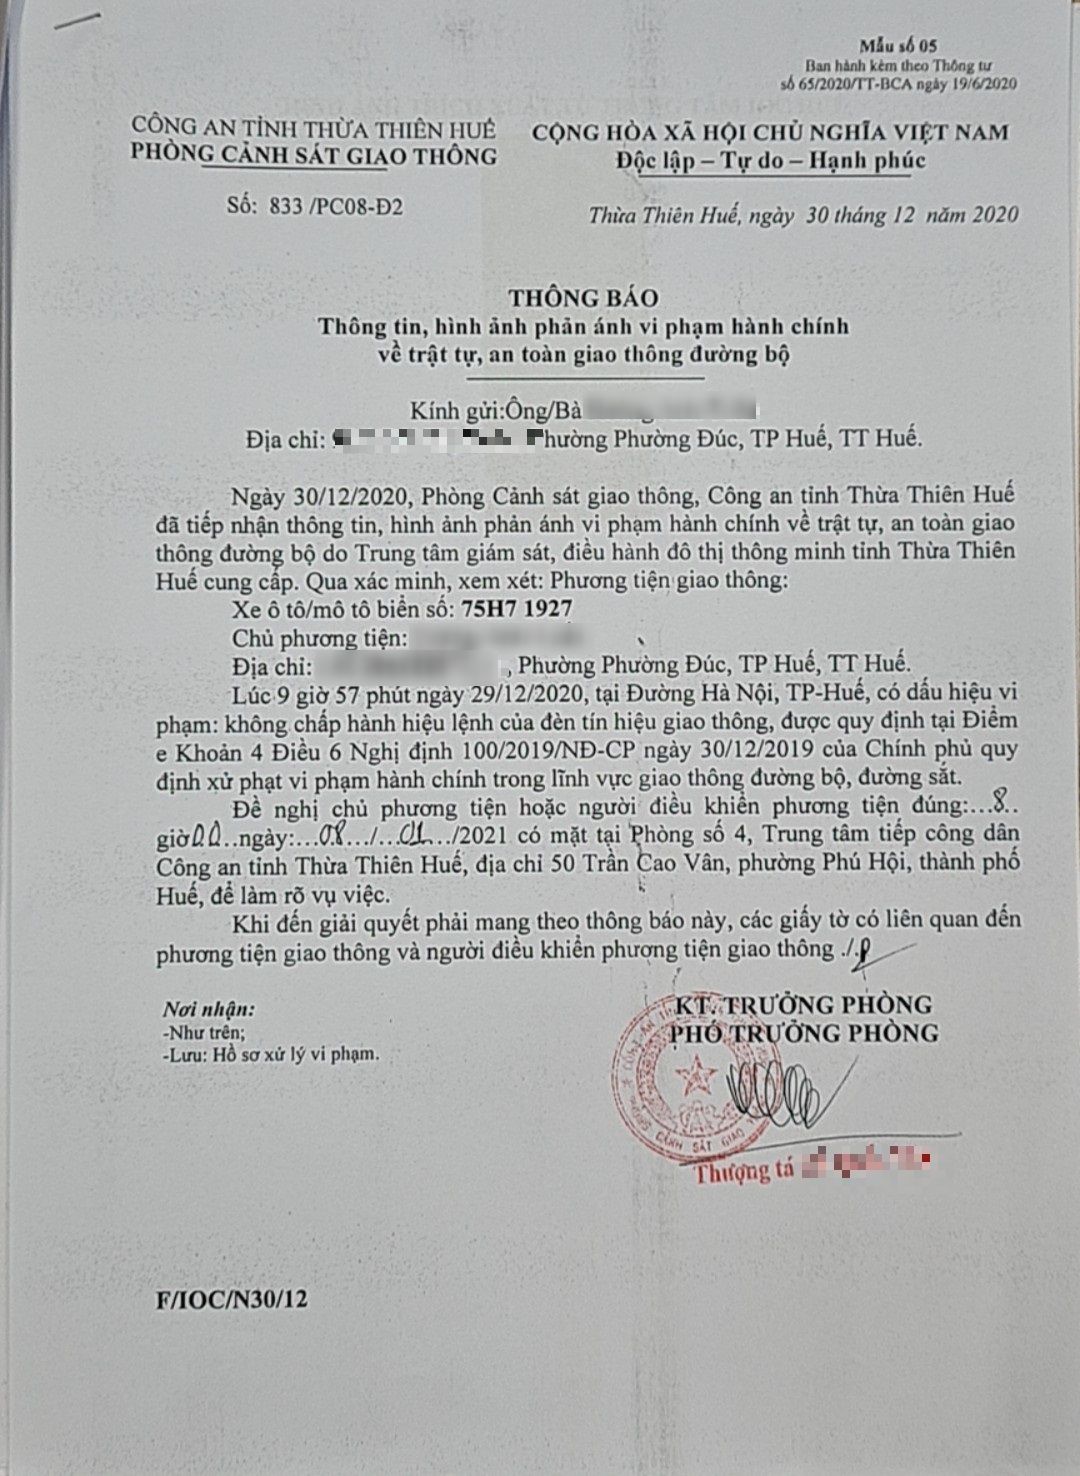 Mẫu số 05
Ban hành kèm theo Thông tư
số 65/2020/TT-BCA ngày 19/6/2020
CÔNG AN TỈNH THỪA THIÊN HUẾ
PHÒNG CẢNH SÁT GIAO THÔNG
Số: 833 /PC08-Đ2
CỘNG HÒA XÃ HỘI CHỦ NGHĨA VIỆT NAM
Độc lập – Tự do – Hạnh phúc
Thừa Thiên Huế, ngày 30 tháng 12 năm 2020
THÔNG BÁO
Thông tin, hình ảnh phản ánh vi phạm hành chính
về trật tự, an toàn giao thông đường bộ
Kính gửi:Ông/Bà
Địa chỉ: Phường Phường Đúc, TP Huế, TT Huế.
Ngày 30/12/2020, Phòng Cảnh sát giao thông, Công an tỉnh Thừa Thiên Huế
đã tiếp nhận thông tin, hình ảnh phản ánh vi phạm hành chính về trật tự, an toàn giao
thông đường bộ do Trung tâm giám sát, điều hành đô thị thông minh tỉnh Thừa Thiên
Huế cung cấp. Qua xác minh, xem xét: Phương tiện giao thông:
Xe ô tô/mô tô biển số: 75H7 1927
Chủ phương tiện:
Địa chỉ: , Phường Phường Đúc, TP Huế, TT Huế.
Lúc 9 giờ 57 phút ngày 29/12/2020, tại Đường Hà Nội, TP-Huế, có dấu hiệu vi
phạm: không chấp hành hiệu lệnh của đèn tín hiệu giao thông, được quy định tại Điểm
e Khoản 4 Điều 6 Nghị định 100/2019/NĐ-CP ngày 30/12/2019 của Chính phủ quy
định xử phạt vi phạm hành chính trong lĩnh vực giao thông đường bộ, đường sắt.
Đề nghị chủ phương tiện hoặc người điều khiển phương tiện đúng:...8..
giờ00..ngày:...08.../...01.../2021 có mặt tại Phòng số 4, Trung tâm tiếp công dân
Công an tỉnh Thừa Thiên Huế, địa chỉ 50 Trần Cao Vân, phường Phú Hội, thành phố
Huế, để làm rõ vụ việc.
Khi đến giải quyết phải mang theo thông báo này, các giấy tờ có liên quan đến
phương tiện giao thông và người điều khiển phương tiện giao thông ./.
Nơi nhận:
-Như trên;
-Lưu: Hồ sơ xử lý vi phạm.
KT. TRƯỞNG PHÒNG
PHÓ TRƯỞNG PHÒNG
CẢNH SÁT GIAO
Thượng tá
F/IOC/N30/12